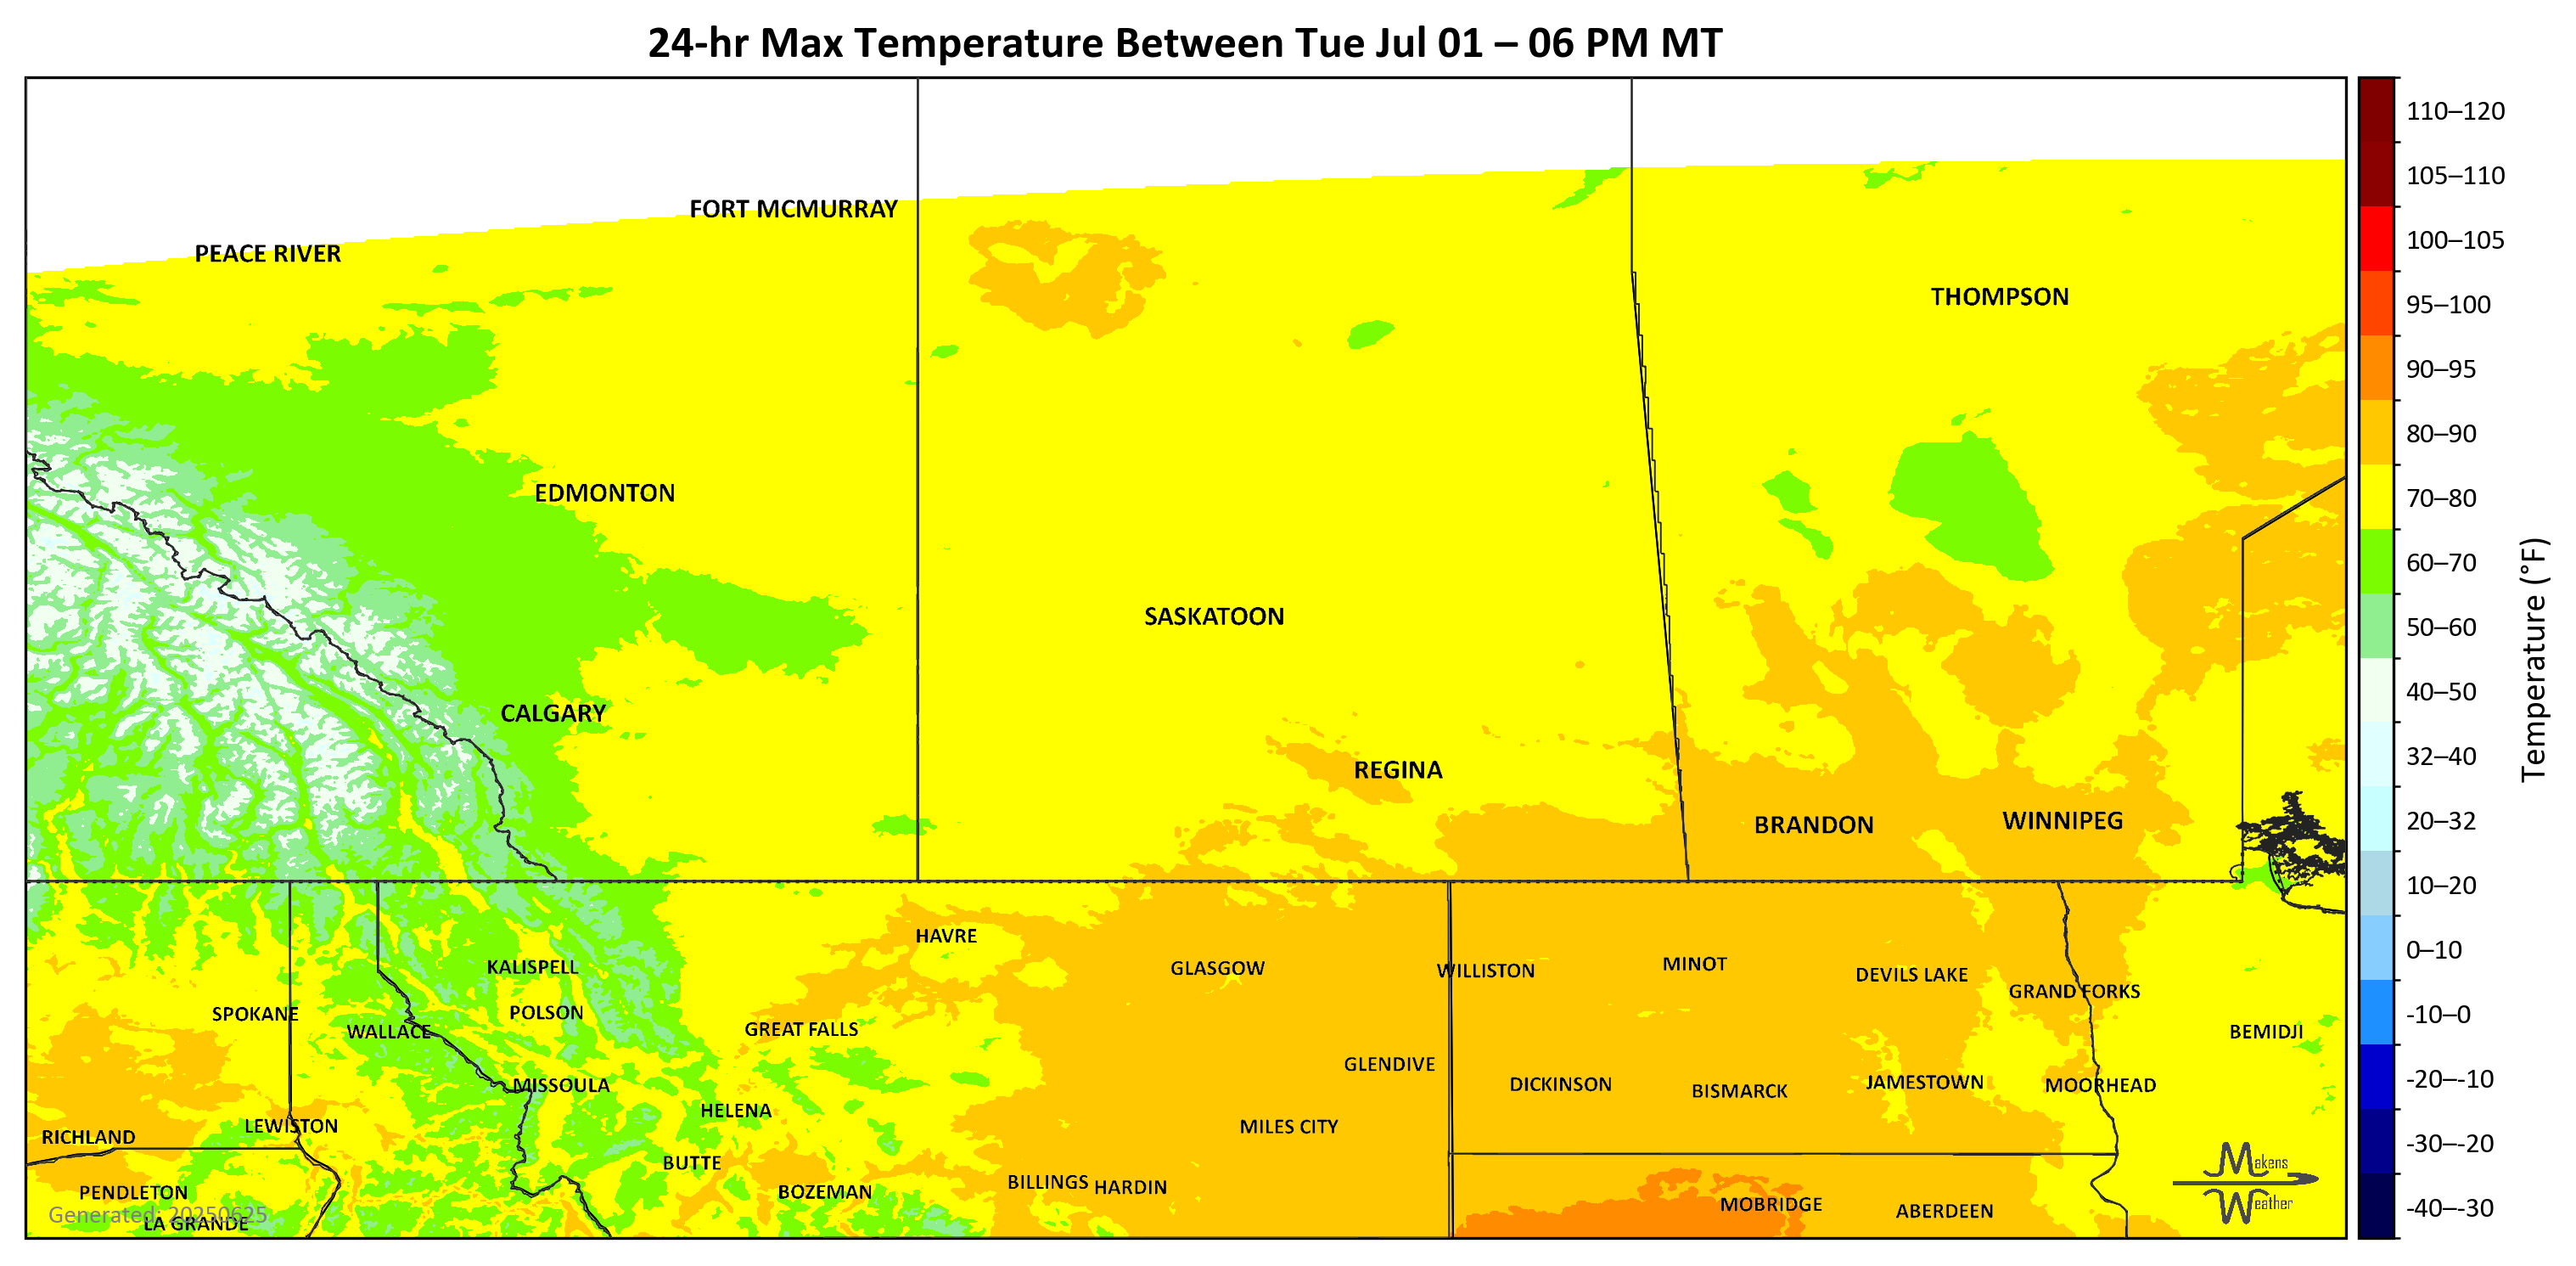 24-hr Max Temperature Between Tue Jul 01 – 06 PM MT
110–120
105–110
100–105
95–100
90–95
80–90
70–80
60–70
50–60
40–50
32–40
20–32
10–20
0–10
-10–0
-20–-10
-30–-20
-40–-30
Temperature (°F)
FORT MCMURRAY
PEACE RIVER
THOMPSON
EDMONTON
SASKATOON
CALGARY
REGINA
BRANDON
WINNIPEG
HAVRE
KALISPELL
GLASGOW
WILLISTON
MINOT
DEVILS LAKE
GRAND FORKS
SPOKANE
POLSON
WALLACE
GREAT FALLS
BEMIDJI
GLENDIVE
MISSOULA
DICKINSON
BISMARCK
JAMESTOWN
MOORHEAD
HELENA
LEWISTON
MILES CITY
RICHLAND
BUTTE
BILLINGS
HARDIN
PENDLETON
BOZEMAN
MOBRIDGE
ABERDEEN
Generated: 20250625
LA GRANDE
Makens
Weather